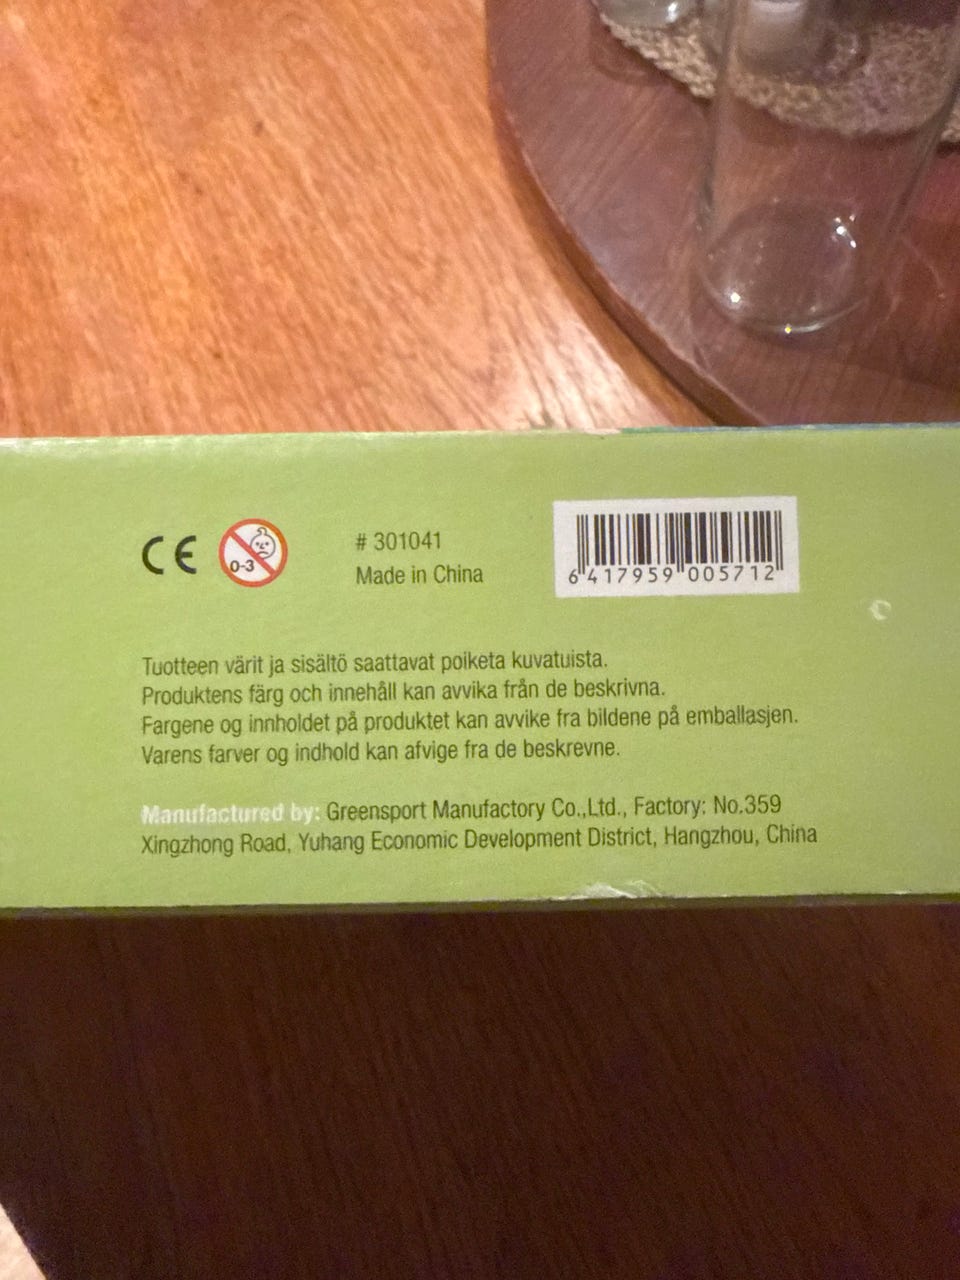 CE
0-3
# 301041
Made in China
6 417959 005712
Tuotteen värit ja sisältö saattavat poiketa kuvatuista.
Produktens färg och innehåll kan avvika från de beskrivna.
Fargene og innholdet på produktet kan avvike fra bildene på emballasjen.
Varens farver og indhold kan afvige fra de beskrevne.
Manufactured by: Greensport Manufactory Co.,Ltd., Factory: No.359
Xingzhong Road, Yuhang Economic Development District, Hangzhou, China